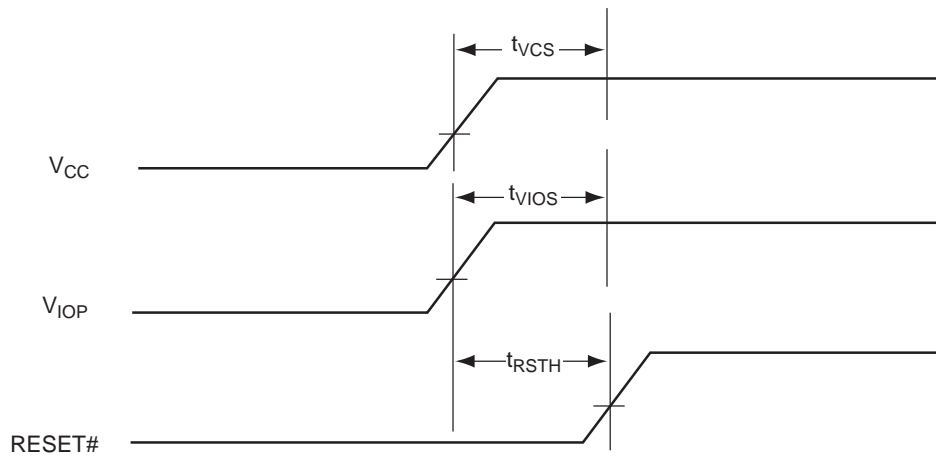 tVCS
VCC
tVIOS
VIOP
tRSTH
RESET#